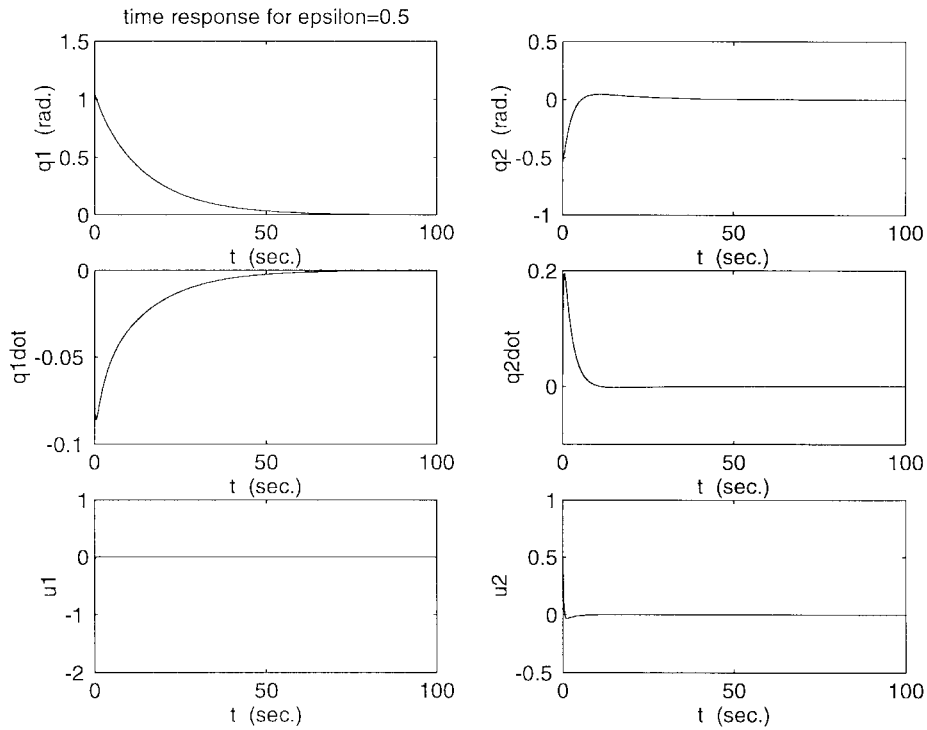 time response for epsilon=0.5
1.5
1
0.5
0
q1 (rad.)
0 50 100
t (sec.)
0.5
0
-0.5
-1
q2 (rad.)
0 50 100
t (sec.)
0
-0.05
-0.1
q1dot
0 50 100
t (sec.)
0.2
0
q2dot
0 50 100
t (sec.)
1
0
-1
-2
u1
0 50 100
t (sec.)
1
0.5
0
-0.5
u2
0 50 100
t (sec.)